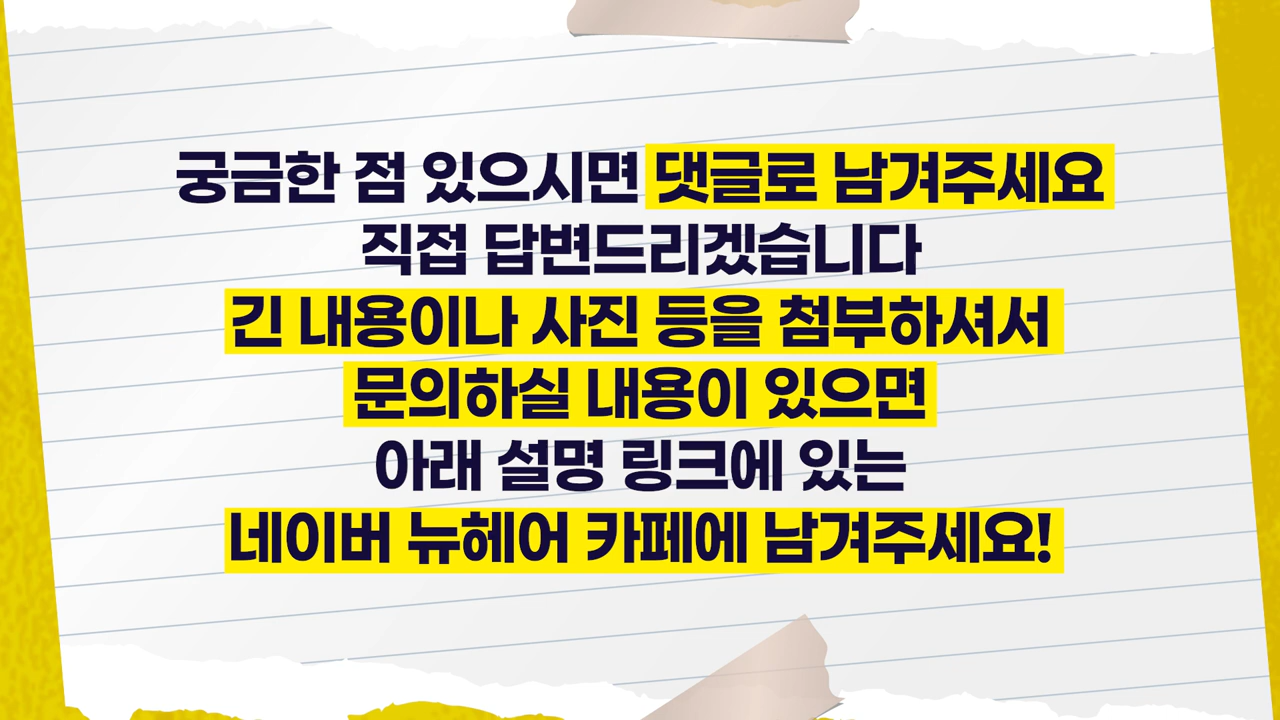 궁금한 점 있으시면 댓글로 남겨주세요
직접 답변드리겠습니다
긴 내용이나 사진 등을 첨부하셔서
문의하실 내용이 있으면
아래 설명 링크에 있는
네이버 뉴헤어 카페에 남겨주세요!